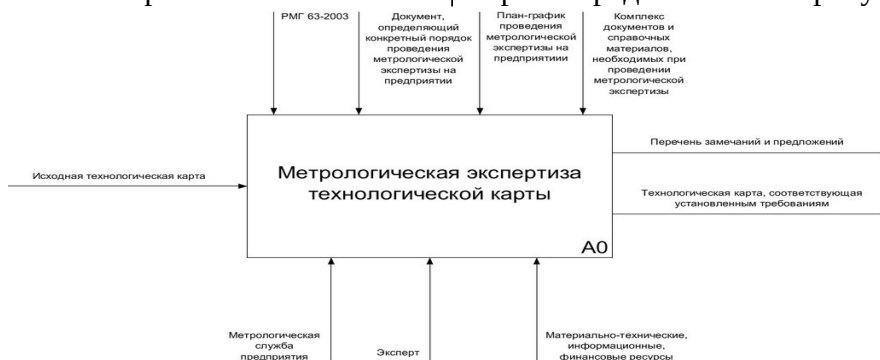 РМГ 63-2003
Документ,
определяющий
конкретный порядок
проведения
метрологической
экспертизы на
предприятии
План-график
проведения
метрологической
экспертизы на
предприятиии
Комплекс
документов и
справочных
материалов,
необходимых при
проведении
метрологической
экспертизы
Исходная технологическая карта
Метрологическая экспертиза
технологической карты
А0
Перечень замечаний и предложений
Технологическая карта, соответствующая
установленным требованиям
Метрологическая
служба
предприятия
Эксперт
Материально-технические,
информационные,
финансовые ресурсы